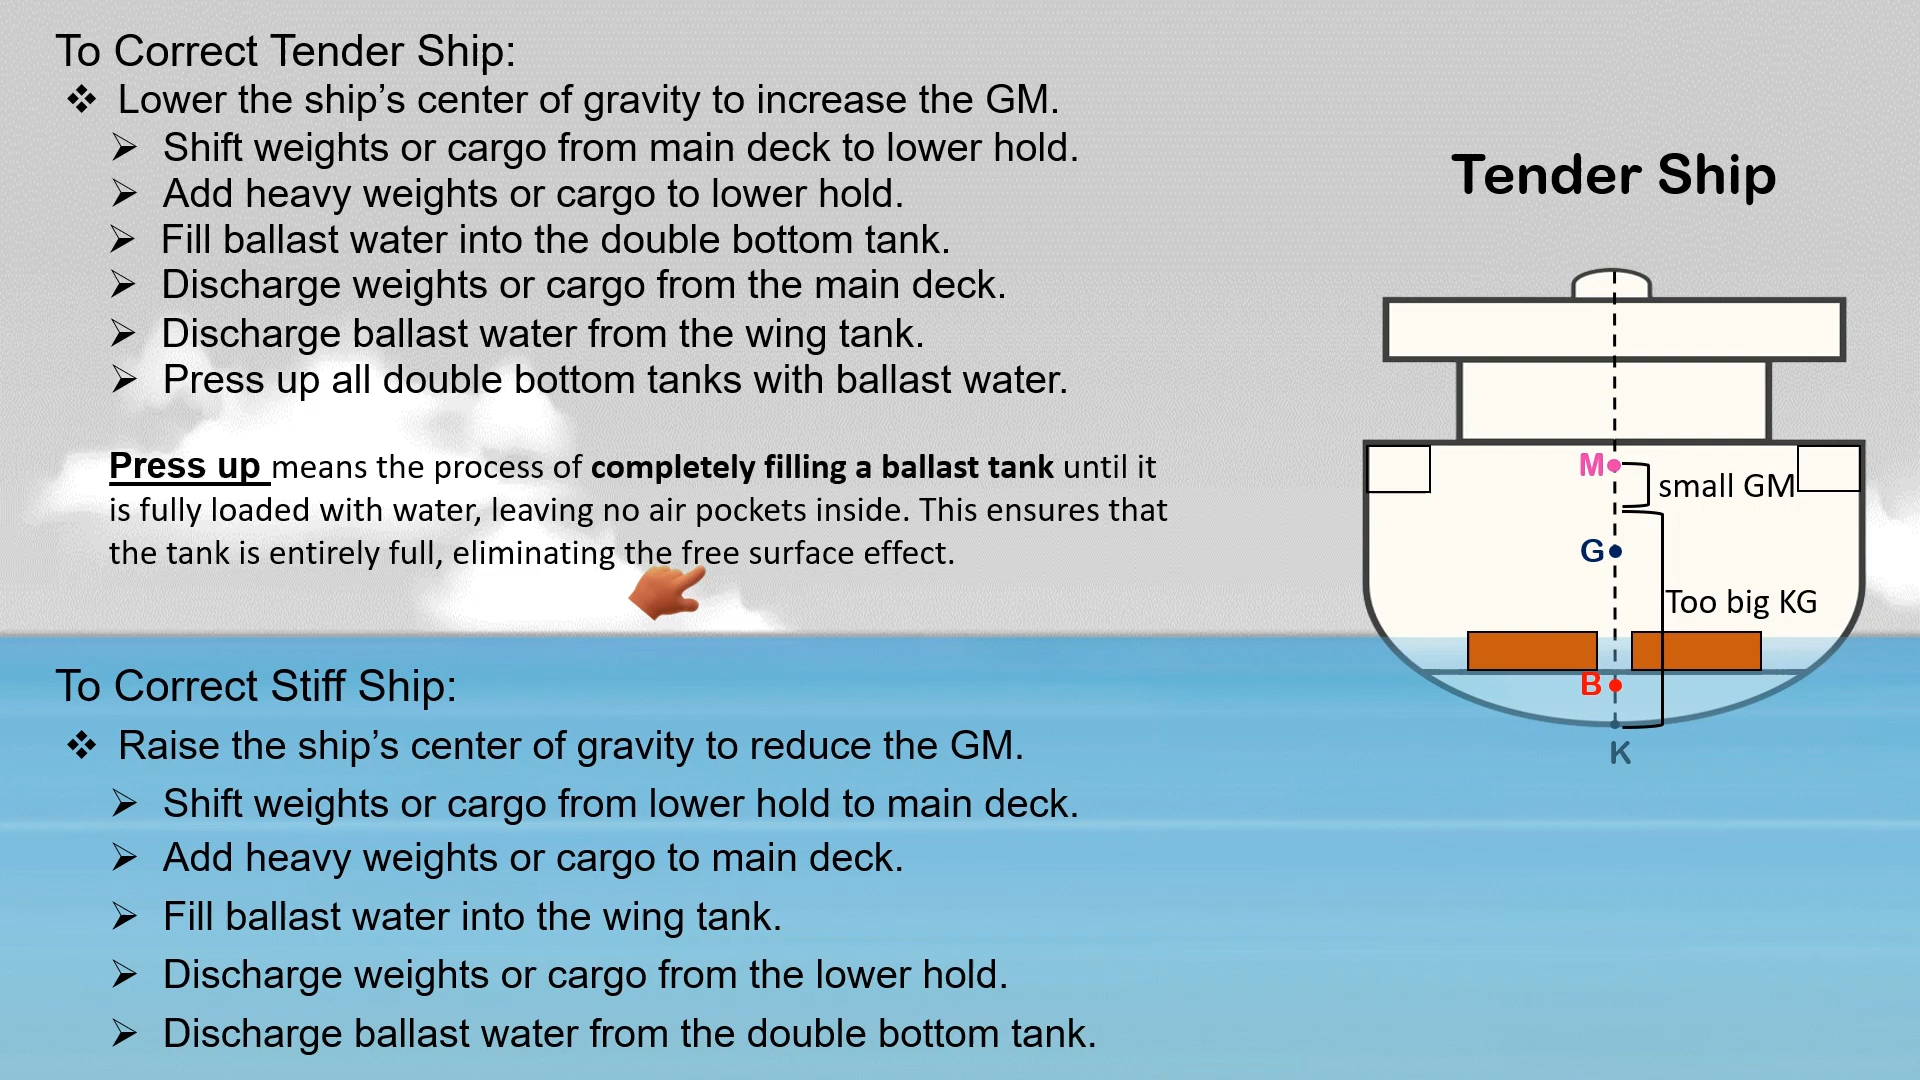 To Correct Tender Ship:
❖ Lower the ship’s center of gravity to increase the GM.
➢ Shift weights or cargo from main deck to lower hold.
➢ Add heavy weights or cargo to lower hold.
➢ Fill ballast water into the double bottom tank.
➢ Discharge weights or cargo from the main deck.
➢ Discharge ballast water from the wing tank.
➢ Press up all double bottom tanks with ballast water.
Press up means the process of completely filling a ballast tank until it
is fully loaded with water, leaving no air pockets inside. This ensures that
the tank is entirely full, eliminating the free surface effect.
To Correct Stiff Ship:
❖ Raise the ship’s center of gravity to reduce the GM.
➢ Shift weights or cargo from lower hold to main deck.
➢ Add heavy weights or cargo to main deck.
➢ Fill ballast water into the wing tank.
➢ Discharge weights or cargo from the lower hold.
➢ Discharge ballast water from the double bottom tank.
Tender Ship
M
small GM
G
Too big KG
B
K